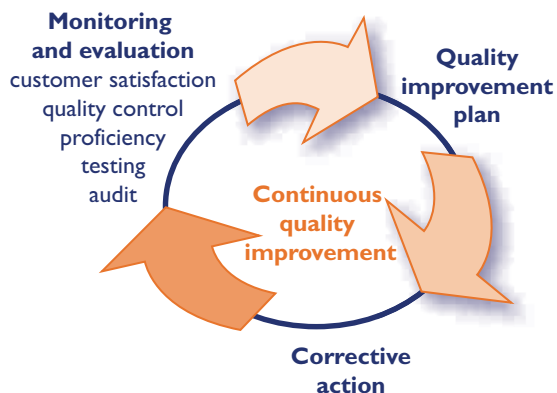 Monitoring
and evaluation
customer satisfaction
quality control
proficiency
testing
audit
Quality
improvement
plan
Continuous
quality
improvement
Corrective
action